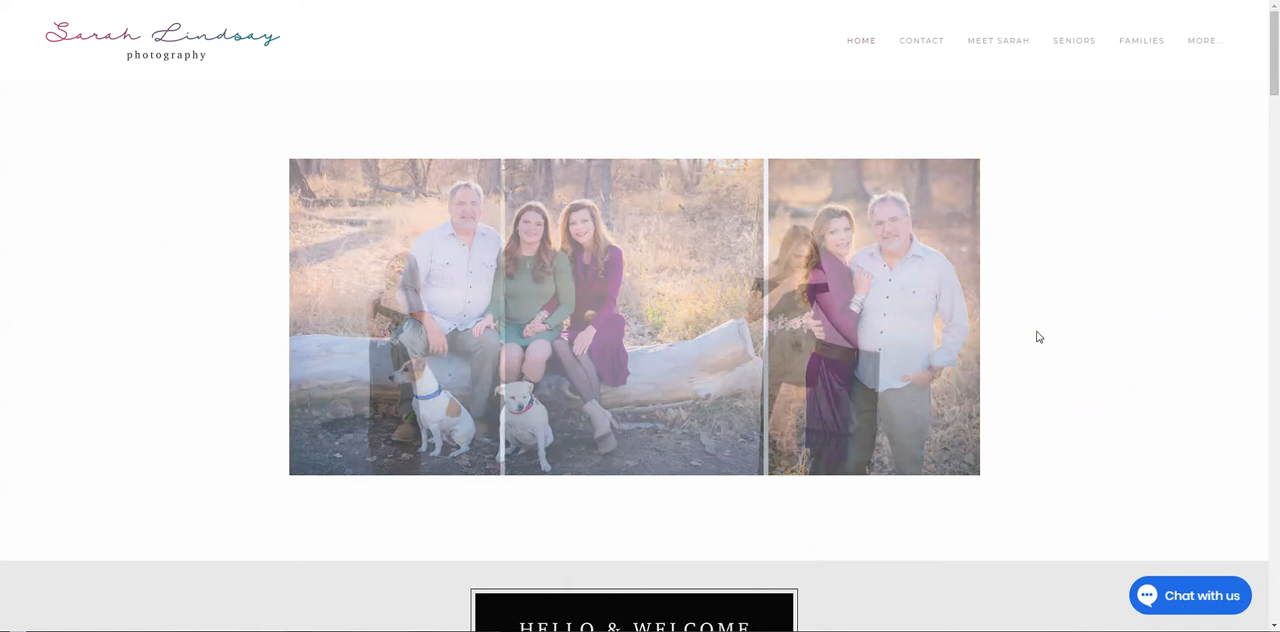 Sarah Lindsay
photography
HOME CONTACT MEET SARAH SENIORS FAMILIES MORE...
HELLO & WELCOME
Chat with us